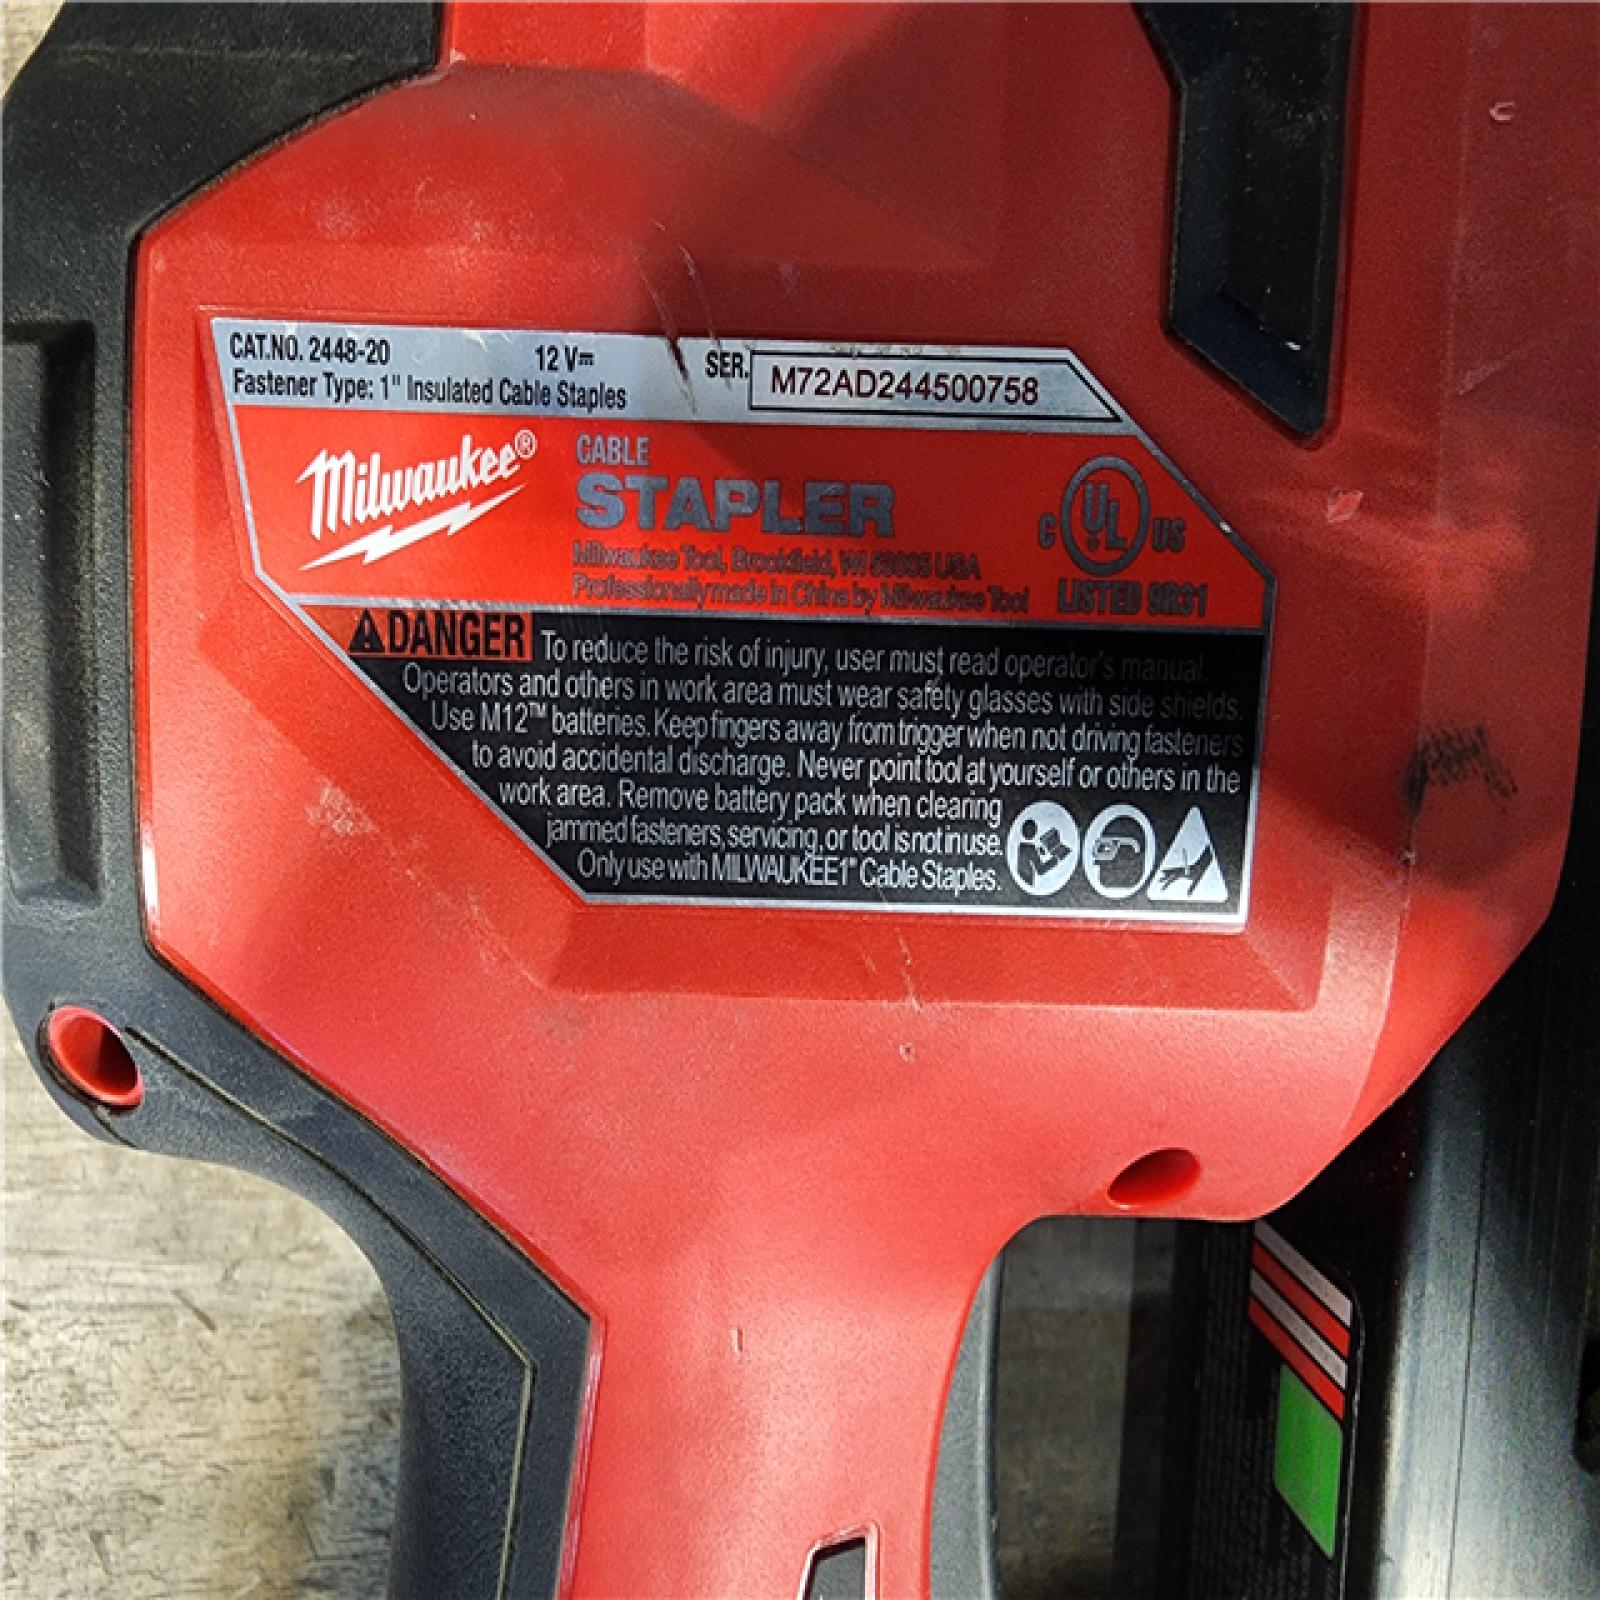 CAT.NO. 2448-20 12 V⎓ SER. M72AD244500758
Fastener Type: 1" Insulated Cable Staples
Milwaukee®
CABLE
STAPLER
Milwaukee Tool, Brookfield, WI 53005 USA
Professionally made in China by Milwaukee Tool
C UL US
LISTED 9R31
DANGER To reduce the risk of injury, user must read operator's manual.
Operators and others in work area must wear safety glasses with side shields.
Use M12™ batteries. Keep fingers away from trigger when not driving fasteners
to avoid accidental discharge. Never point tool at yourself or others in the
work area. Remove battery pack when clearing
jammed fasteners, servicing, or tool is not in use.
Only use with MILWAUKEE 1" Cable Staples.